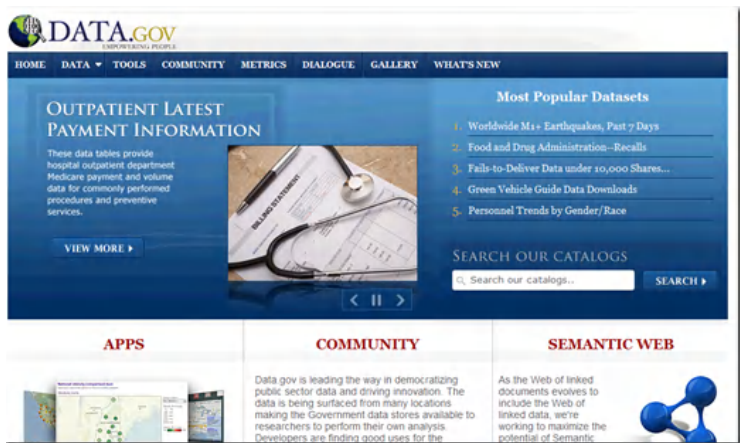 DATA.GOV
EMPOWERING PEOPLE
HOME DATA TOOLS COMMUNITY METRICS DIALOGUE GALLERY WHAT'S NEW
OUTPATIENT LATEST
PAYMENT INFORMATION
These data tables provide
hospital outpatient department
Medicare payment and volume
data for commonly performed
procedures and preventive
services.
VIEW MORE
BILLING STATEMENT
Most Popular Datasets
1. Worldwide M1+ Earthquakes, Past 7 Days
2. Food and Drug Administration--Recalls
3. Fails-to-Deliver Data under 10,000 Shares...
4. Green Vehicle Guide Data Downloads
5. Personnel Trends by Gender/Race
SEARCH OUR CATALOGS
Search our catalogs..
SEARCH
APPS
COMMUNITY
Data.gov is leading the way in democratizing
public sector data and driving innovation. The
data is being surfaced from many locations
making the Government data stores available to
researchers to perform their own analysis.
Developers are finding good uses for the
SEMANTIC WEB
As the Web of linked
documents evolves to
include the Web of
linked data, we're
working to maximize the
potential of Semantic